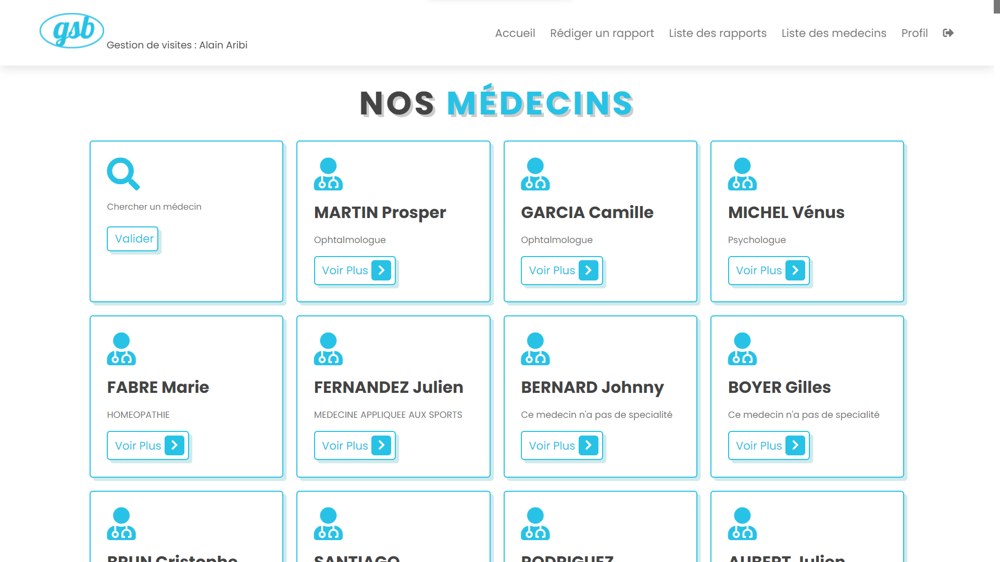 gsb
Gestion de visites : Alain Aribi
Accueil
Rédiger un rapport
Liste des rapports
Liste des medecins
Profil
NOS MÉDECINS
Chercher un médecin
Valider
MARTIN Prosper
Ophtalmologue
Voir Plus
GARCIA Camille
Ophtalmologue
Voir Plus
MICHEL Vénus
Psychologue
Voir Plus
FABRE Marie
HOMEOPATHIE
Voir Plus
FERNANDEZ Julien
MEDECINE APPLIQUEE AUX SPORTS
Voir Plus
BERNARD Johnny
Ce medecin n'a pas de specialité
Voir Plus
BOYER Gilles
Ce medecin n'a pas de specialité
Voir Plus
BRUN Cristophe
SANTIAGO
RODRIGUEZ
AUBERT Julien